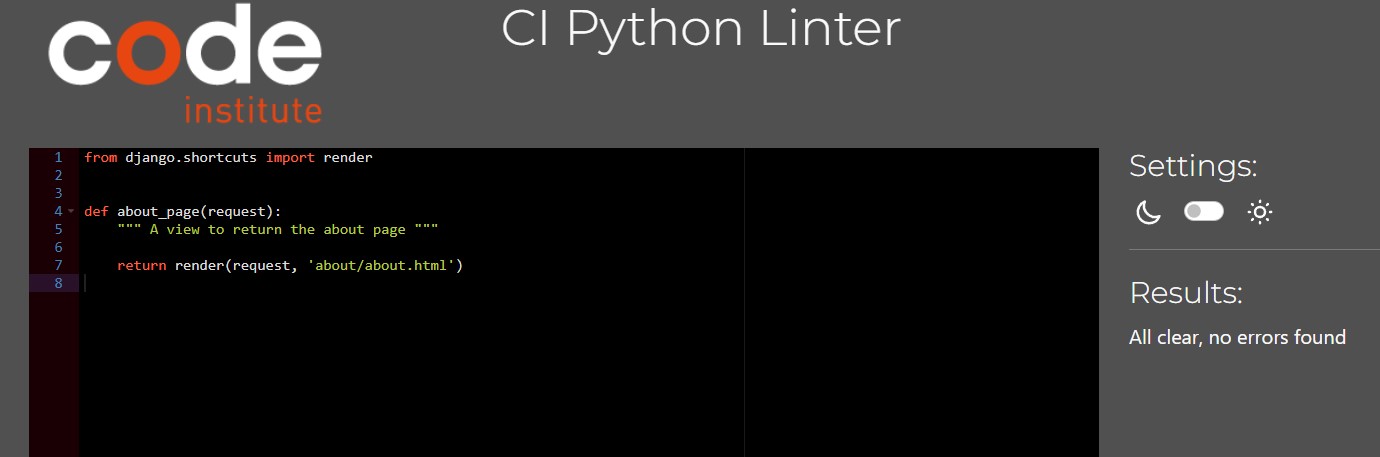 code
institute
CI Python Linter
1 from django.shortcuts import render
2
3
4 def about_page(request):
5     """ A view to return the about page """
6
7     return render(request, 'about/about.html')
8
Settings:
Results:
All clear, no errors found